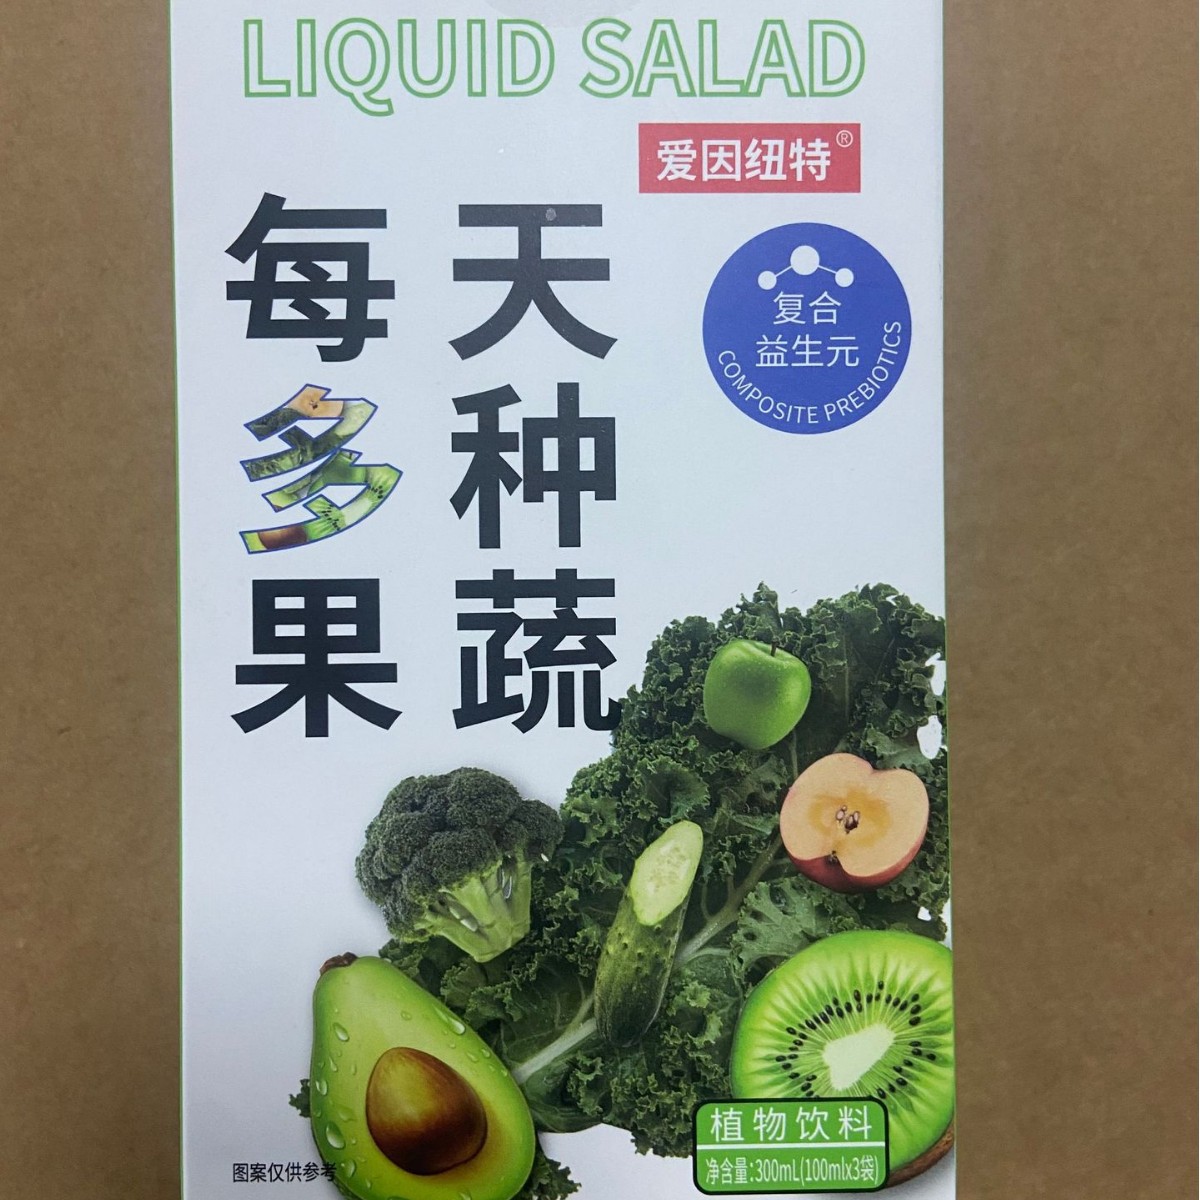 LIQUID SALAD
爱因纽特®
每天
多种
果蔬
复合
益生元
COMPOSITE PREBIOTICS
植物饮料
净含量:300mL(100mlx3袋)
图案仅供参考